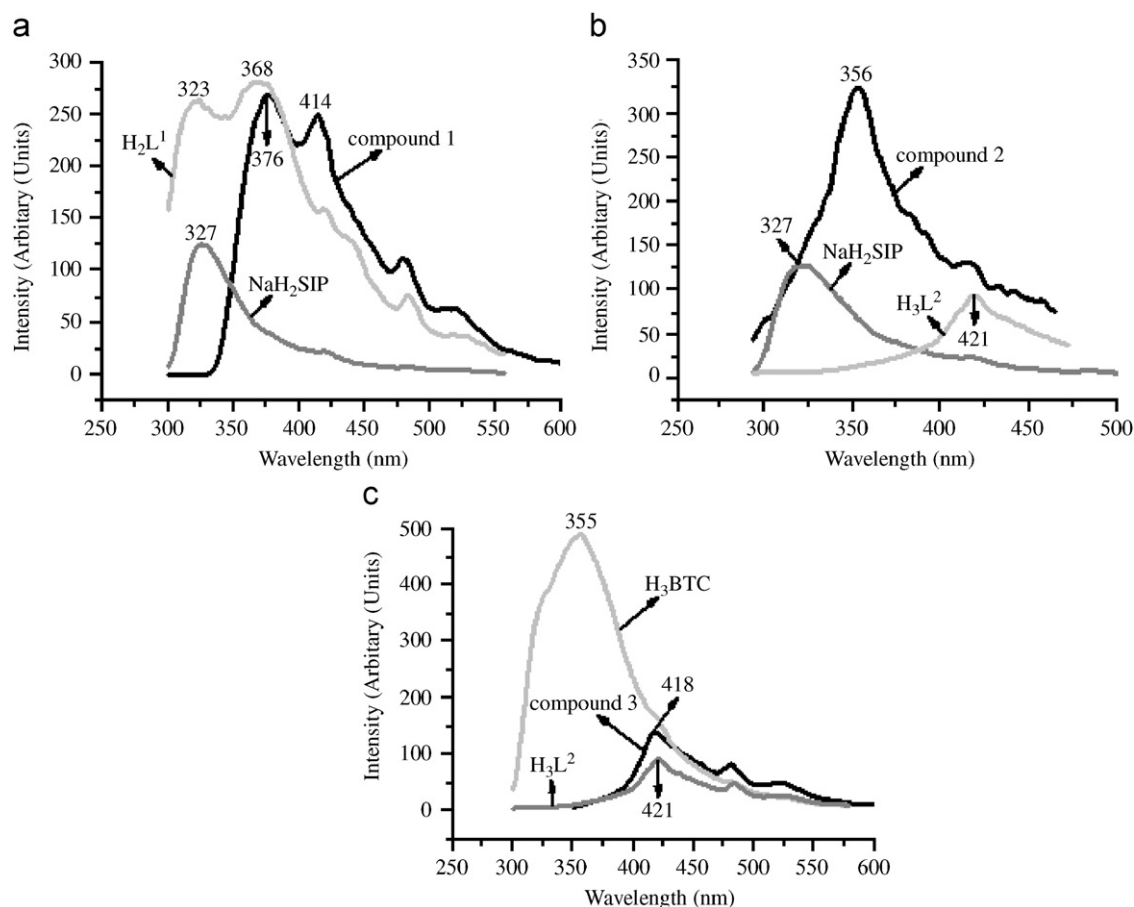 a
300
250
200
150
100
50
0
250 300 350 400 450 500 550 600
Intensity (Arbitary (Units)
Wavelength (nm)
323
368
414
H₂L¹
376
compound 1
327
NaH₂SIP
b
350
300
250
200
150
100
50
0
250 300 350 400 450 500
Intensity (Arbitary (Units)
Wavelength (nm)
356
compound 2
327
NaH₂SIP
H₃L²
421
c
500
400
300
200
100
0
250 300 350 400 450 500 550 600
Intensity (Arbitary (Units)
Wavelength (nm)
355
H₃BTC
418
compound 3
H₃L²
421